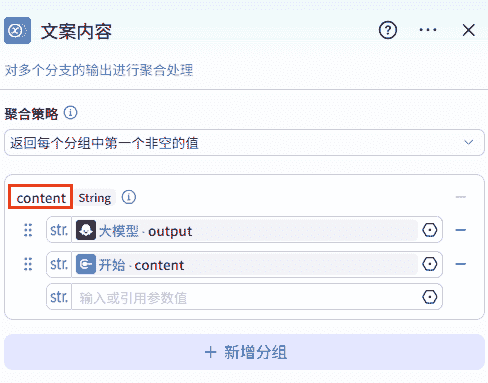 文案内容
对多个分支的输出进行聚合处理
聚合策略
返回每个分组中第一个非空的值
content String
str. 大模型 · output
str. 开始 · content
str. 输入或引用参数值
+ 新增分组